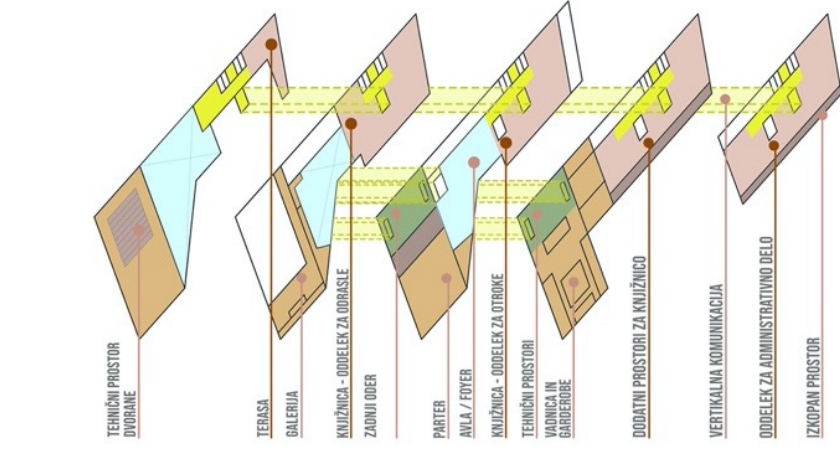 TEHNIČNI PROSTOR
DVORANE
TERASA
GALERIJA
KNJIŽNICA - ODDELEK ZA ODRASLE
ZADNJI ODER
PARTER
AVLA / FOYER
KNJIŽNICA - ODDELEK ZA OTROKE
TEHNIČNI PROSTORI
VADNICA IN
GARDEROBE
DODATNI PROSTORI ZA KNJIŽNICO
VERTIKALNA KOMUNIKACIJA
ODDELEK ZA ADMINISTRATIVNO DELO
IZKOPAN PROSTOR